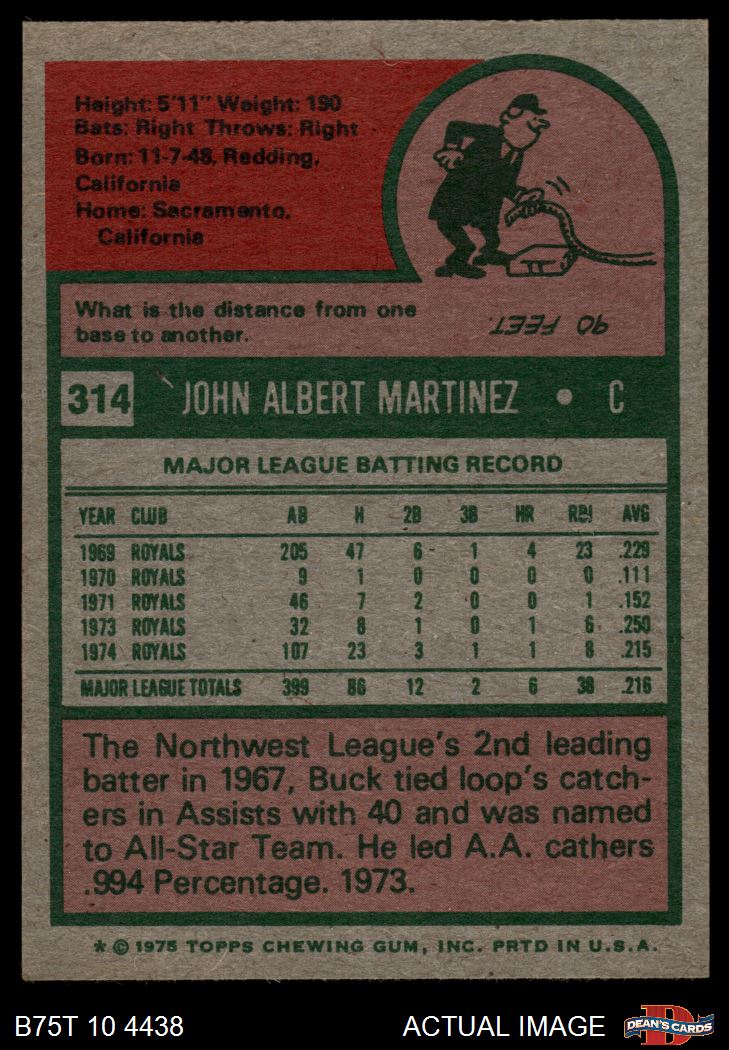 Height: 5'11" Weight: 190
Bats: Right Throws: Right
Born: 11-7-48, Redding,
California
Home: Sacramento,
California
What is the distance from one
base to another.
90 FEET.
314 JOHN ALBERT MARTINEZ • C
MAJOR LEAGUE BATTING RECORD
YEAR CLUB AB H 2B 3B HR RBI AVG
1969 ROYALS 205 47 6 1 4 23 .229
1970 ROYALS 9 1 0 0 0 0 .111
1971 ROYALS 46 7 2 0 0 1 .152
1973 ROYALS 32 8 1 0 1 6 .250
1974 ROYALS 107 23 3 1 1 8 .215
MAJOR LEAGUE TOTALS 399 86 12 2 6 38 .216
The Northwest League's 2nd leading
batter in 1967, Buck tied loop's catch-
ers in Assists with 40 and was named
to All-Star Team. He led A.A. cathers
.994 Percentage. 1973.
* © 1975 TOPPS CHEWING GUM, INC. PRTD IN U.S.A.
B75T 10 4438 ACTUAL IMAGE DEAN'S CARDS